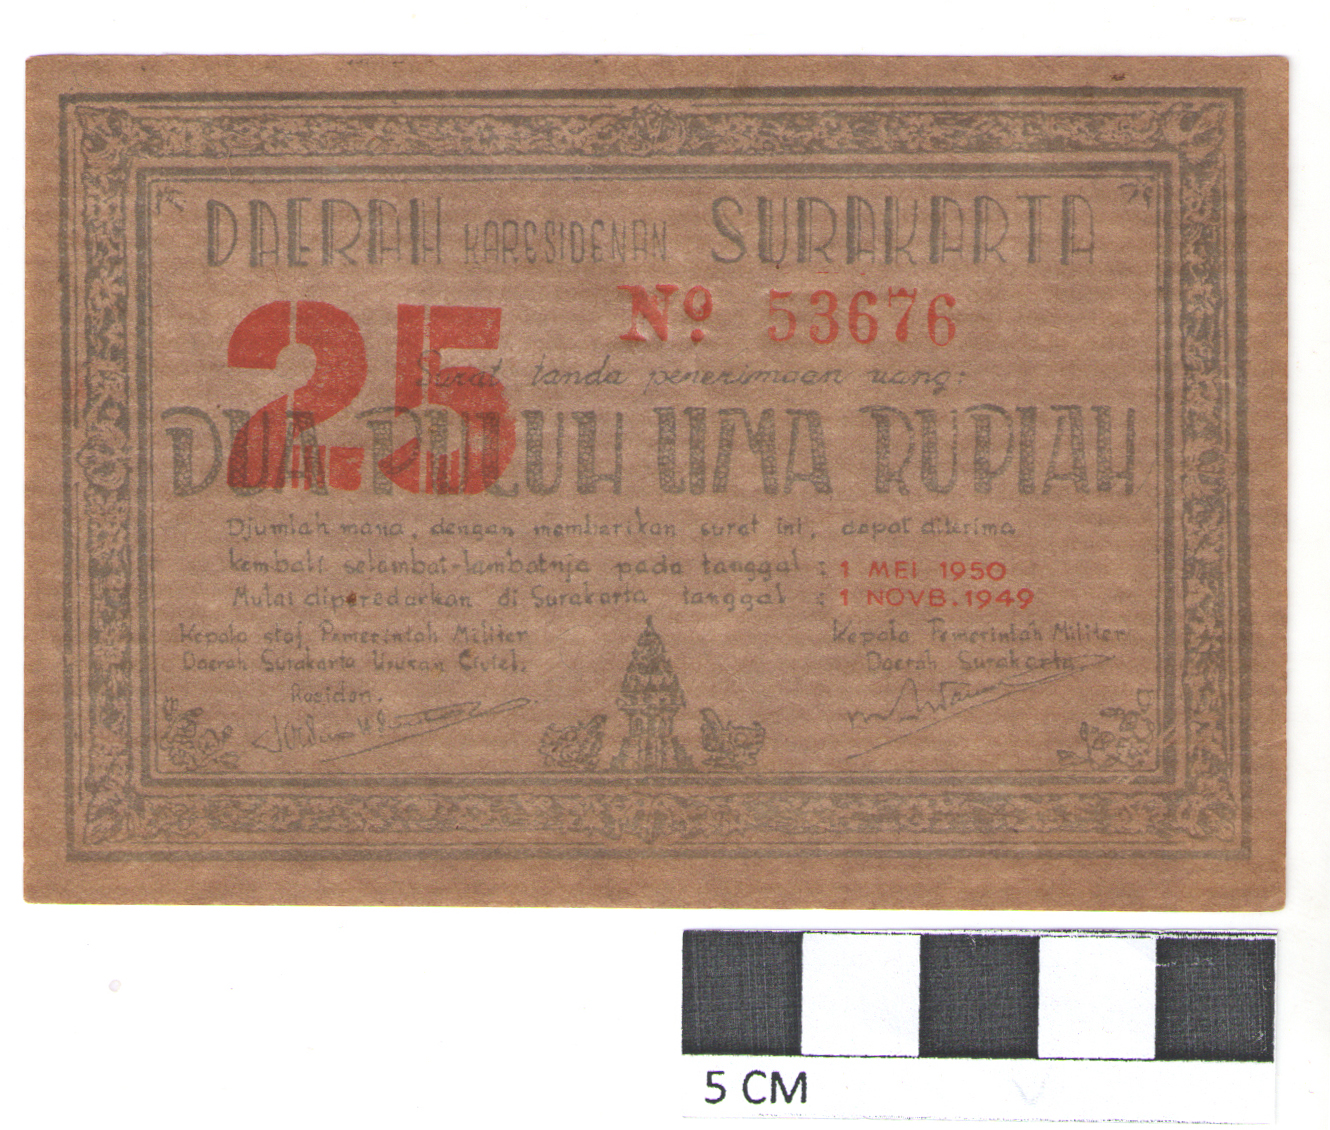 DAERAH KARESIDENAN SURAKARTA
25
No. 53676
Surat tanda penerimaan uang:
DUA PULUH LIMA RUPIAH
Djumlah mana, dengan memberikan surat ini, dapat diterima
kembali selambat-lambatnja pada tanggal : 1 MEI 1950
Mulai diperedarkan di Surakarta tanggal : 1 NOVB. 1949
Kepala staf Pemerintah Militer
Daerah Surakarta Urusan Civiel.
Residen.
Kepala Pemerintah Militer
Daerah Surakarta.
5 CM